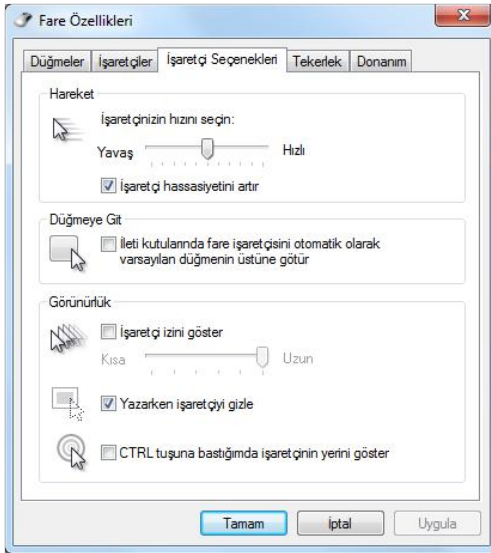 Fare Özellikleri
Düğmeler İşaretçiler İşaretçi Seçenekleri Tekerlek Donanım
Hareket
İşaretçinizin hızını seçin:
Yavaş Hızlı
İşaretçi hassasiyetini artır
Düğmeye Git
İleti kutularında fare işaretçisini otomatik olarak
varsayılan düğmenin üstüne götür
Görünürlük
İşaretçi izini göster
Kısa Uzun
Yazarken işaretçiyi gizle
CTRL tuşuna bastığımda işaretçinin yerini göster
Tamam İptal Uygula